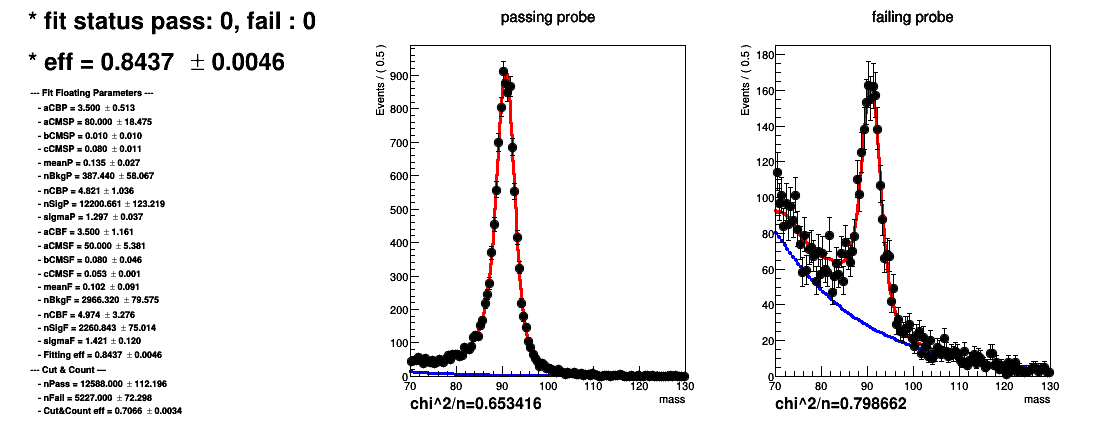 * fit status pass: 0, fail : 0
* eff = 0.8437 ± 0.0046
--- Fit Floating Parameters ---
- aCBP = 3.500 ± 0.513
- aCMSP = 80.000 ± 18.475
- bCMSP = 0.010 ± 0.010
- cCMSP = 0.080 ± 0.011
- meanP = 0.135 ± 0.027
- nBkgP = 387.440 ± 58.067
- nCBP = 4.821 ± 1.036
- nSigP = 12200.661 ± 123.219
- sigmaP = 1.297 ± 0.037
- aCBF = 3.500 ± 1.161
- aCMSF = 50.000 ± 5.381
- bCMSF = 0.080 ± 0.046
- cCMSF = 0.053 ± 0.001
- meanF = 0.102 ± 0.091
- nBkgF = 2966.320 ± 79.575
- nCBF = 4.974 ± 3.276
- nSigF = 2260.843 ± 75.014
- sigmaF = 1.421 ± 0.120
- Fitting eff = 0.8437 ± 0.0046
--- Cut & Count ---
- nPass = 12588.000 ± 112.196
- nFail = 5227.000 ± 72.298
- Cut&Count eff = 0.7066 ± 0.0034
passing probe
Events / ( 0.5 )
900
800
700
600
500
400
300
200
100
0
70 80 90 100 110 120 130
mass
chi^2/n=0.653416
failing probe
Events / ( 0.5 )
180
160
140
120
100
80
60
40
20
0
70 80 90 100 110 120 130
mass
chi^2/n=0.798662